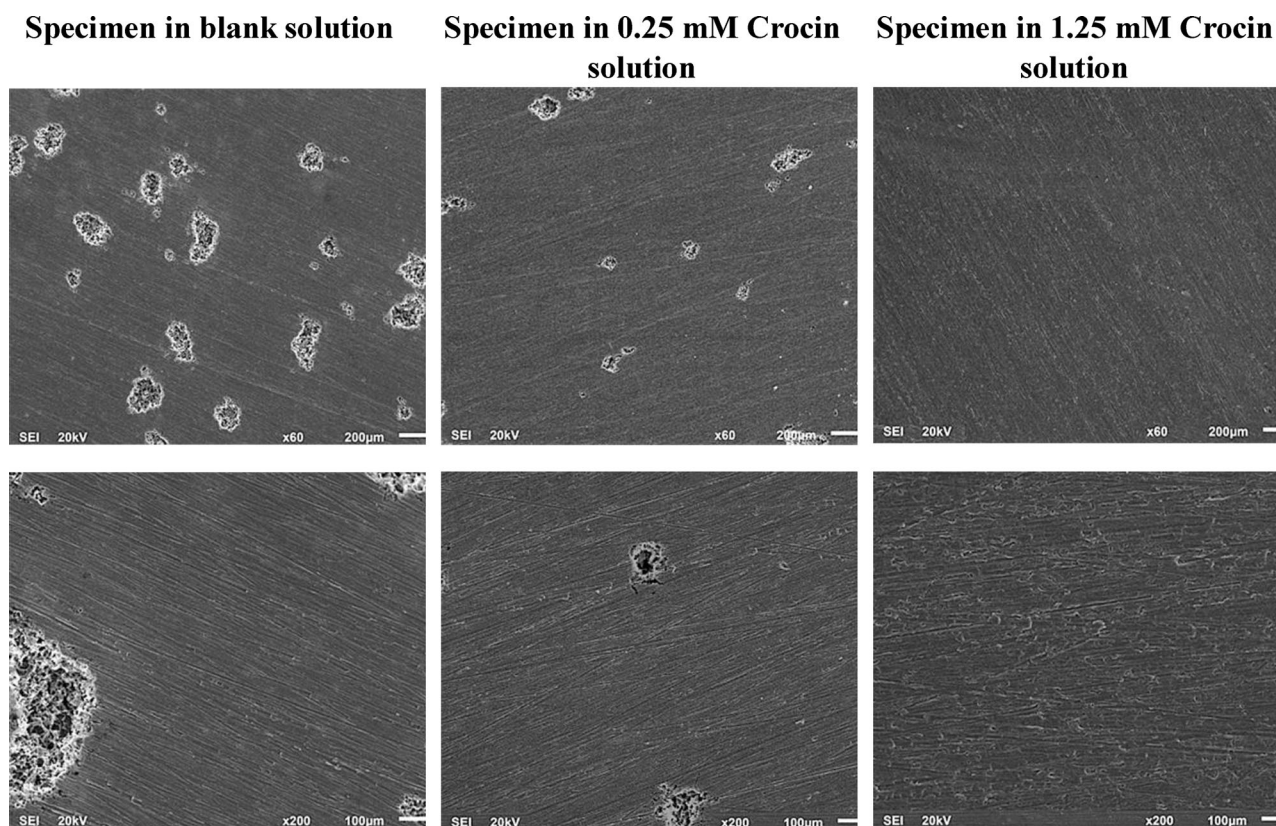 Specimen in blank solution
Specimen in 0.25 mM Crocin
solution
Specimen in 1.25 mM Crocin
solution
SEI 20kV x60 200µm
SEI 20kV x60 200µm
SEI 20kV x60 200µm
SEI 20kV x200 100µm
SEI 20kV x200 100µm
SEI 20kV x200 100µm